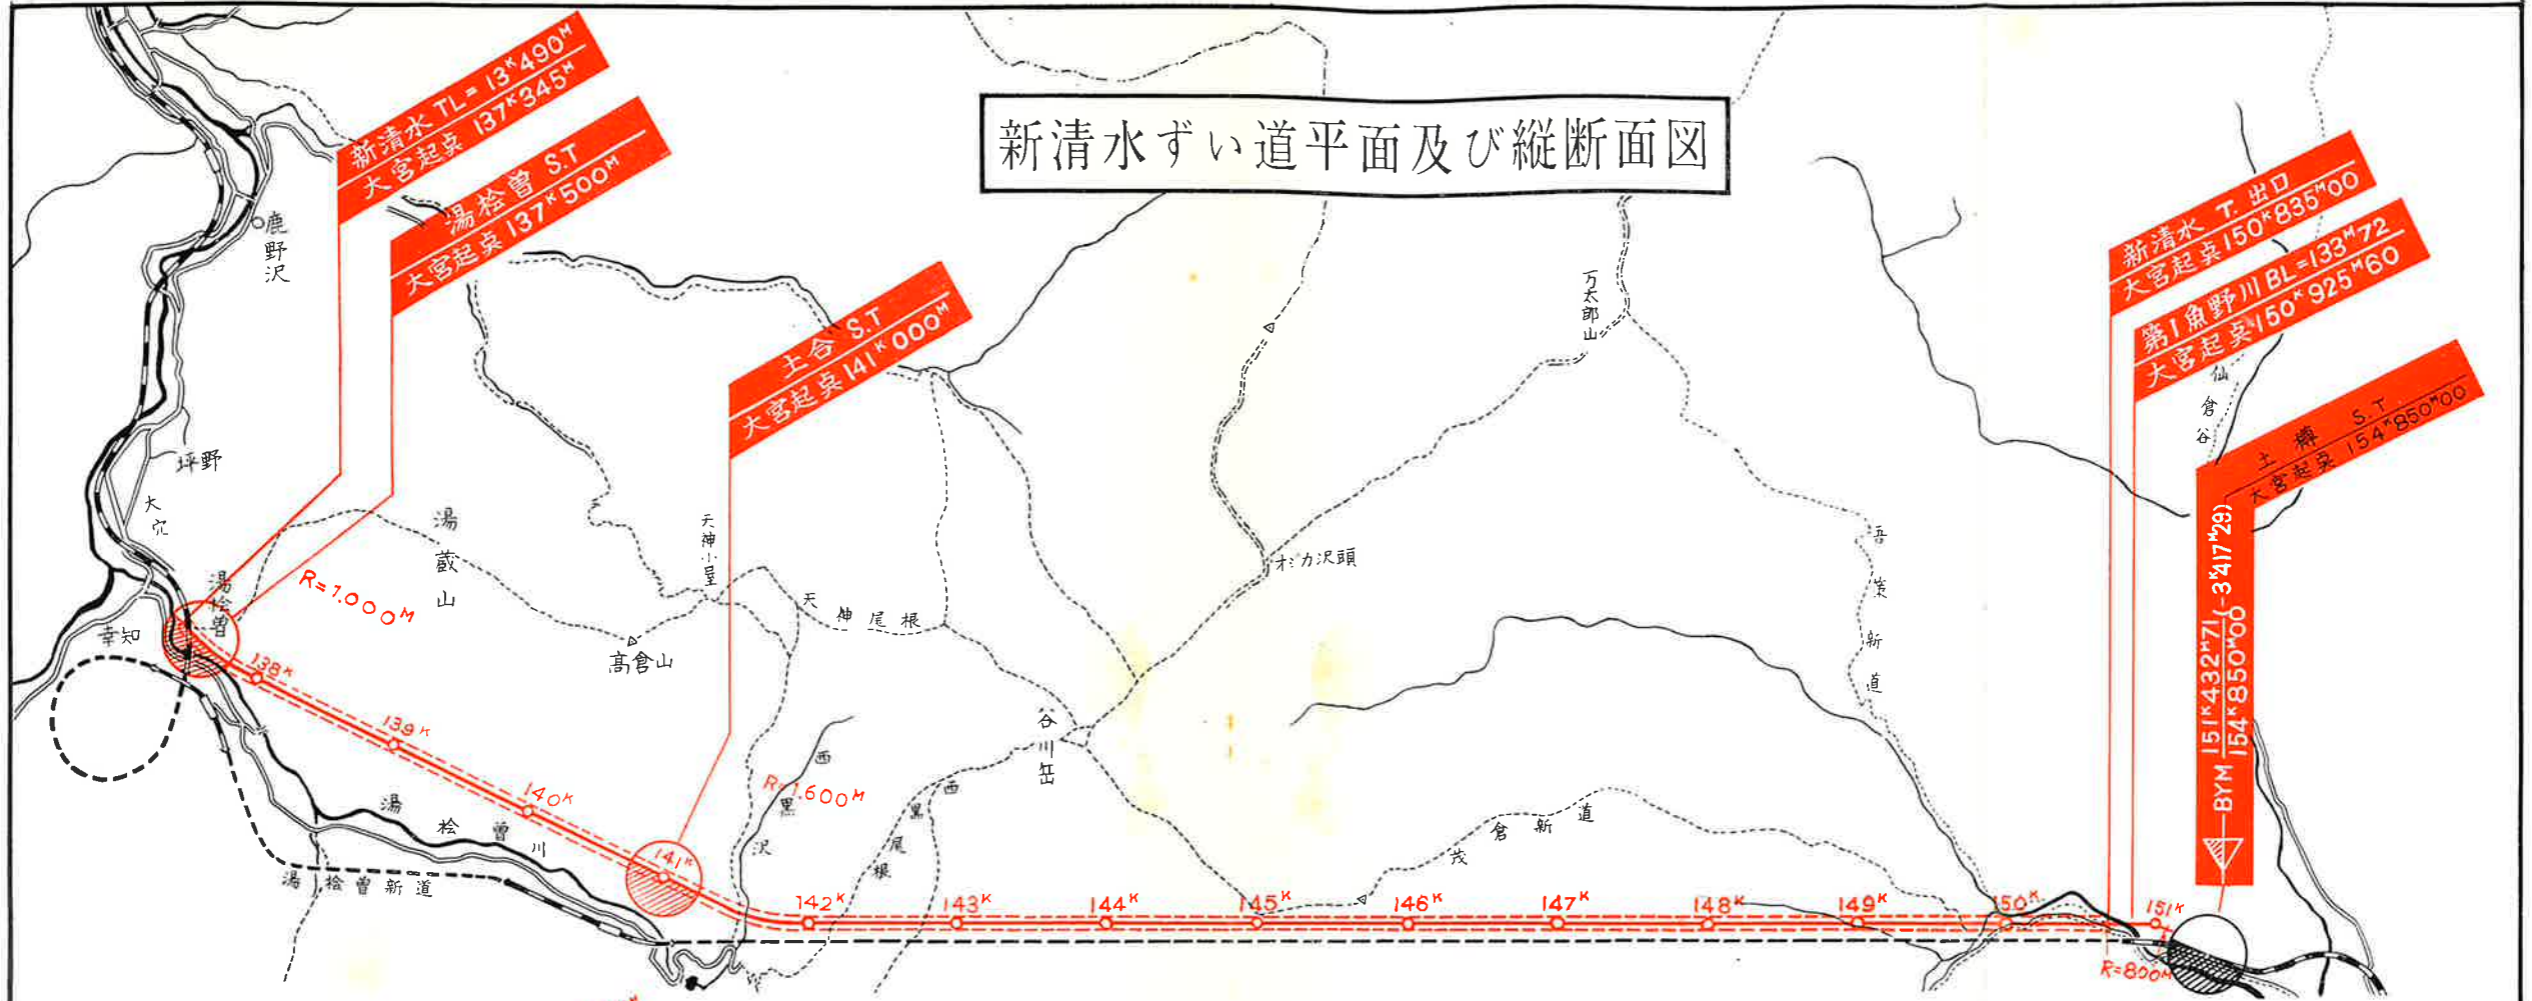 新清水ずい道平面及び縦断面図
新清水 TL=13ᴷ490ᴹ
大宮起点 137ᴷ345ᴹ
湯桧曽 S.T
大宮起点 137ᴷ500ᴹ
土合 S.T
大宮起点 141ᴷ000ᴹ
新清水 T. 出口
大宮起点 150ᴷ835ᴹ00
第1魚野川 BL=133ᴹ72
大宮起点 150ᴷ925ᴹ60
土樽 S.T
大宮起点 154ᴷ850ᴹ00
BYM 151ᴷ432ᴹ71 (-3ᴷ417ᴹ29)
154ᴷ850ᴹ00
鹿野沢
坪野
大穴
湯桧曽
幸知
湯蔵山
R=1.000ᴹ
高倉山
天神小屋
天神尾根
万太郎山
オジカ沢頭
仙倉谷
吾策新道
谷川岳
西黒沢
R=1.600ᴹ
西黒尾根
茂倉新道
湯桧曽川
湯桧曽新道
138ᴷ
139ᴷ
140ᴷ
141ᴷ
142ᴷ
143ᴷ
144ᴷ
145ᴷ
146ᴷ
147ᴷ
148ᴷ
149ᴷ
150ᴷ
151ᴷ
R=800ᴹ